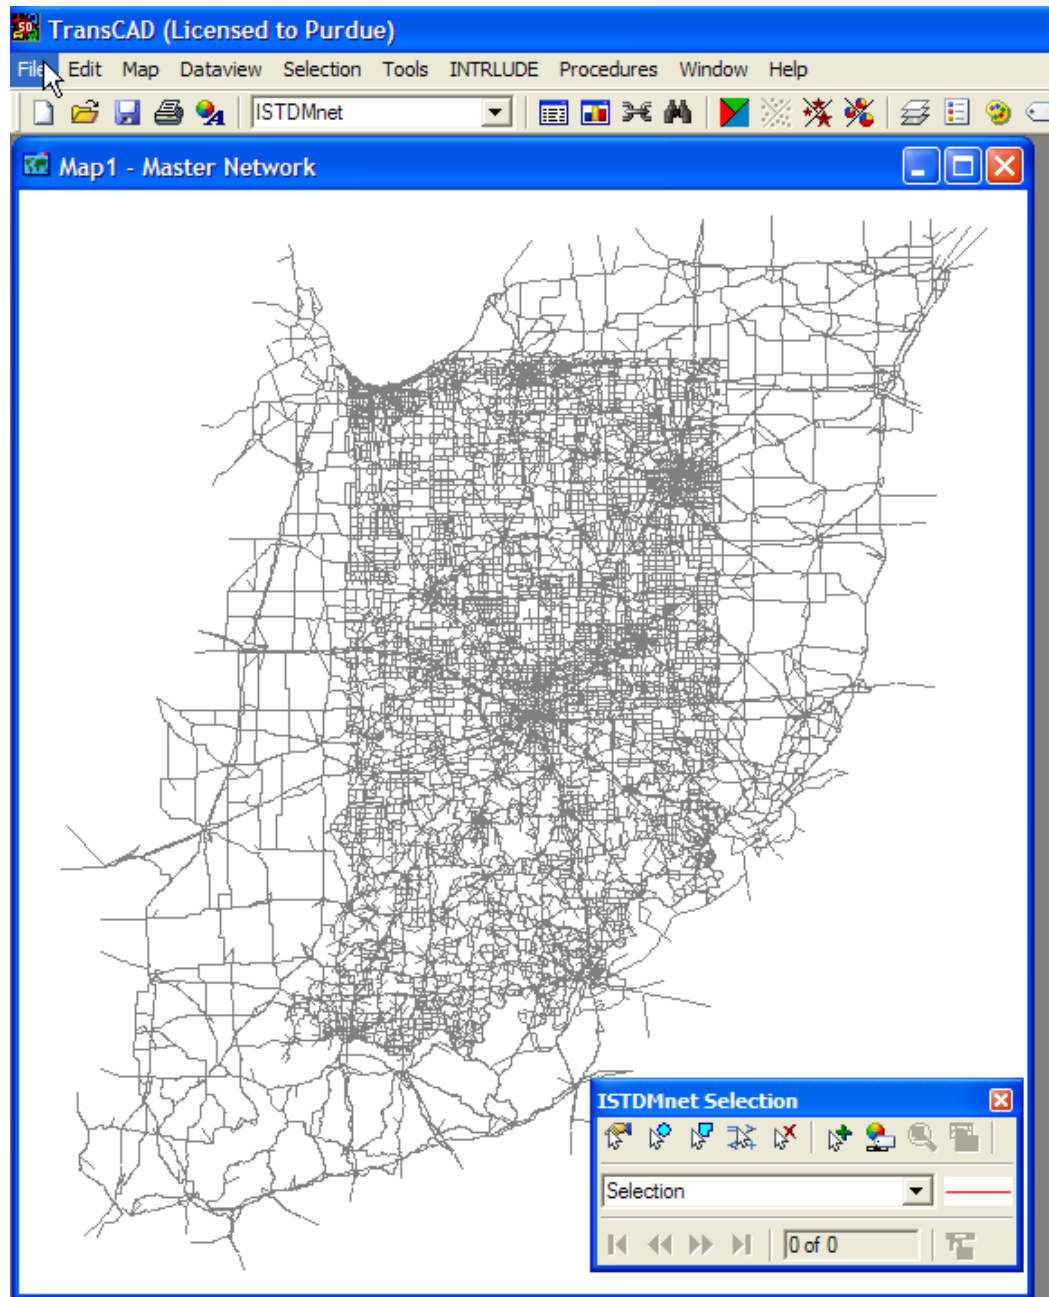 TransCAD (Licensed to Purdue)
File Edit Map Dataview Selection Tools INTRLUDE Procedures Window Help
ISTDMnet
Map1 - Master Network
ISTDMnet Selection
Selection
0 of 0